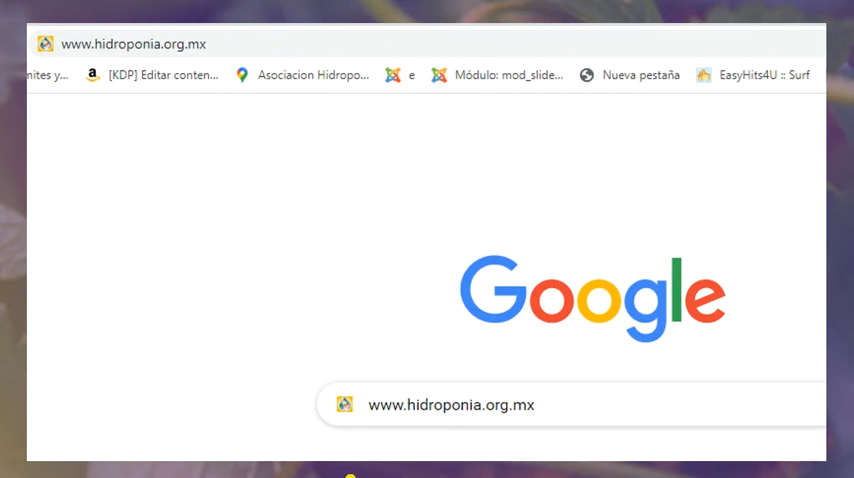 www.hidroponia.org.mx
mites y... [KDP] Editar conten... Asociacion Hidropo... e Módulo: mod_slide... Nueva pestaña EasyHits4U :: Surf
Google
www.hidroponia.org.mx